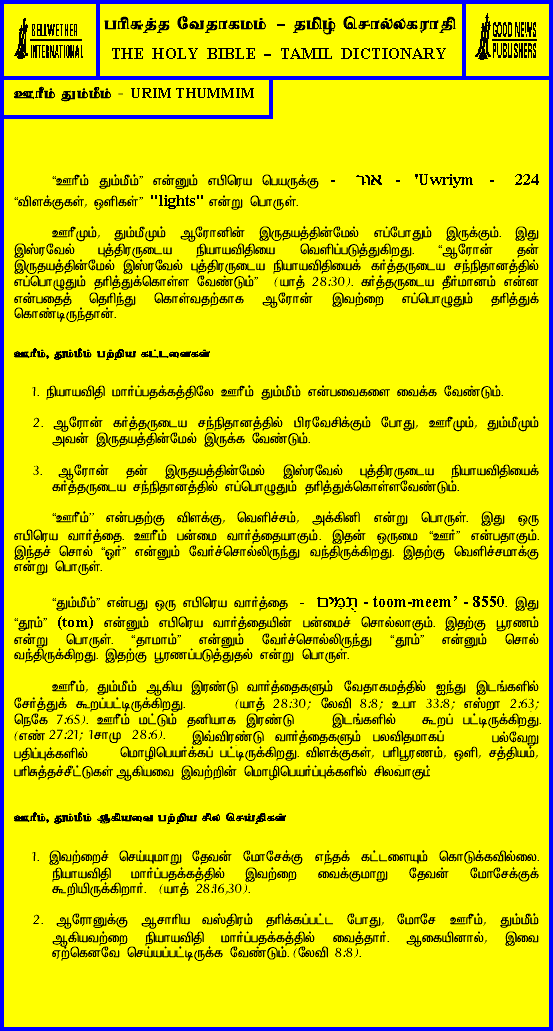 BELLWETHER
INTERNATIONAL
பரிசுத்த வேதாகமம் – தமிழ் சொல்லகராதி
THE HOLY BIBLE – TAMIL DICTIONARY
GOOD NEWS
PUBLISHERS
ஊரீம் தும்மீம் - URIM THUMMIM
“ஊரீம் தும்மீம்” என்னும் எபிரெய பெயருக்கு - אוּר - 'Uwriym - 224
“விளக்குகள், ஒளிகள்” "lights" என்று பொருள்.
ஊரீமும், தும்மீமும் ஆரோனின் இருதயத்தின்மேல் எப்போதும் இருக்கும். இது
இஸ்ரவேல் புத்திரருடைய நியாயவிதியை வெளிப்படுத்துகிறது. “ஆரோன் தன்
இருதயத்தின்மேல் இஸ்ரவேல் புத்திரருடைய நியாயவிதியைக் கர்த்தருடைய சந்நிதானத்தில்
எப்பொழுதும் தரித்துக்கொள்ள வேண்டும்” (யாத் 28:30). கர்த்தருடைய தீர்மானம் என்ன
என்பதைத் தெரிந்து கொள்வதற்காக ஆரோன் இவற்றை எப்பொழுதும் தரித்துக்
கொண்டிருந்தான்.
ஊரீம், தும்மீம் பற்றிய கட்டளைகள்
1. நியாயவிதி மார்ப்பதக்கத்திலே ஊரீம் தும்மீம் என்பவைகளை வைக்க வேண்டும்.
2. ஆரோன் கர்த்தருடைய சந்நிதானத்தில் பிரவேசிக்கும் போது, ஊரீமும், தும்மீமும்
அவன் இருதயத்தின்மேல் இருக்க வேண்டும்.
3. ஆரோன் தன் இருதயத்தின்மேல் இஸ்ரவேல் புத்திரருடைய நியாயவிதியைக்
கர்த்தருடைய சந்நிதானத்தில் எப்பொழுதும் தரித்துக்கொள்ளவேண்டும்.
“ஊரீம்” என்பதற்கு விளக்கு, வெளிச்சம், அக்கினி என்று பொருள். இது ஒரு
எபிரெய வார்த்தை. ஊரீம் பன்மை வார்த்தையாகும். இதன் ஒருமை “ஊர்” என்பதாகும்.
இந்தச் சொல் “ஓர்” என்னும் வேர்ச்சொல்லிருந்து வந்திருக்கிறது. இதற்கு வெளிச்சமாக்கு
என்று பொருள்.
“தும்மீம்” என்பது ஒரு எபிரெய வார்த்தை - תֻּמִּים - toom-meem’ - 8550. இது
“தூம்” (tom) என்னும் எபிரெய வார்த்தையின் பன்மைச் சொல்லாகும். இதற்கு பூரணம்
என்று பொருள். “தாமாம்” என்னும் வேர்ச்சொல்லிருந்து “தூம்” என்னும் சொல்
வந்திருக்கிறது. இதற்கு பூரணப்படுத்துதல் என்று பொருள்.
ஊரீம், தும்மீம் ஆகிய இரண்டு வார்த்தைகளும் வேதாகமத்தில் ஐந்து இடங்களில்
சேர்த்துக் கூறப்பட்டிருக்கிறது. (யாத் 28:30; லேவி 8:8; உபா 33:8; எஸ்றா 2:63;
நெகே 7:65). ஊரீம் மட்டும் தனியாக இரண்டு இடங்களில் கூறப் பட்டிருக்கிறது.
(எண் 27:21; 1சாமு 28:6). இவ்விரண்டு வார்த்தைகளும் பலவிதமாகப் பல்வேறு
பதிப்புக்களில் மொழிபெயர்க்கப் பட்டிருக்கிறது. விளக்குகள், பரிபூரணம், ஒளி, சத்தியம்,
பரிசுத்தச்சீட்டுகள் ஆகியவை இவற்றின் மொழிபெயர்ப்புக்களில் சிலவாகும்
ஊரீம், தும்மீம் ஆகியவை பற்றிய சில செய்திகள்
1. இவற்றைச் செய்யுமாறு தேவன் மோசேக்கு எந்தக் கட்டளையும் கொடுக்கவில்லை.
நியாயவிதி மார்ப்பதக்கத்தில் இவற்றை வைக்குமாறு தேவன் மோசேக்குக்
கூறியிருக்கிறார். (யாத் 28:16,30).
2. ஆரோனுக்கு ஆசாரிய வஸ்திரம் தரிக்கப்பட்ட போது, மோசே ஊரீம், தும்மீம்
ஆகியவற்றை நியாயவிதி மார்ப்பதக்கத்தில் வைத்தார். ஆகையினால், இவை
ஏற்கெனவே செய்யப்பட்டிருக்க வேண்டும். (லேவி 8:8).